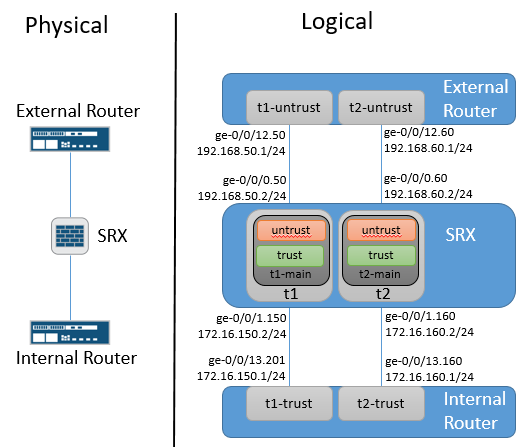 Physical
Logical
External Router
SRX
Internal Router
t1-untrust
t2-untrust
External
Router
ge-0/0/12.50
192.168.50.1/24
ge-0/0/12.60
192.168.60.1/24
ge-0/0/0.50
192.168.50.2/24
ge-0/0/0.60
192.168.60.2/24
untrust
trust
t1-main
t1
untrust
trust
t2-main
t2
SRX
ge-0/0/1.150
172.16.150.2/24
ge-0/0/1.160
172.16.160.2/24
ge-0/0/13.201
172.16.150.1/24
ge-0/0/13.160
172.16.160.1/24
t1-trust
t2-trust
Internal
Router